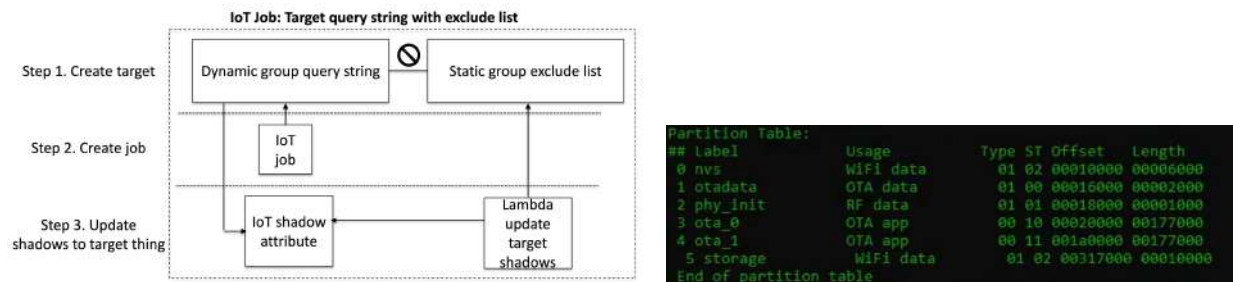 IoT Job: Target query string with exclude list
Step 1. Create target
Dynamic group query string
Static group exclude list
Step 2. Create job
IoT
job
Step 3. Update
shadows to target thing
IoT shadow
attribute
Lambda
update
target
shadows
Partition Table:
## Label Usage Type ST Offset Length
0 nvs WiFi data 01 02 00010000 00006000
1 otadata OTA data 01 00 00016000 00002000
2 phy_init RF data 01 01 00018000 00001000
3 ota_0 OTA app 00 10 00020000 00177000
4 ota_1 OTA app 00 11 001a0000 00177000
5 storage WiFi data 01 02 00317000 00010000
End of partition table